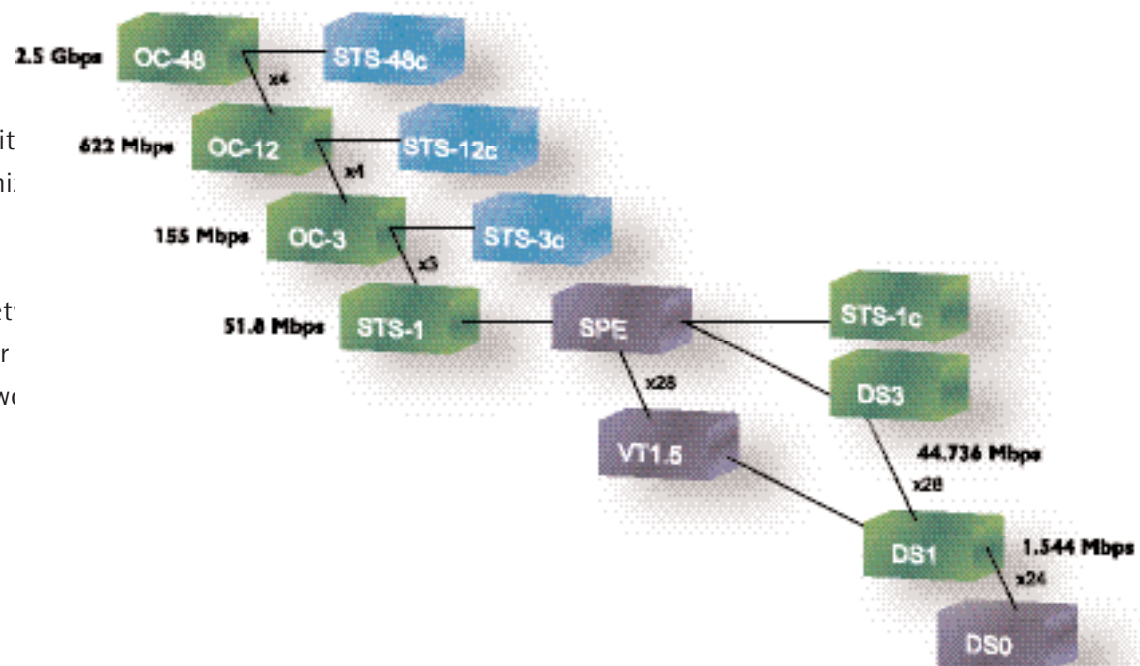 2.5 Gbps OC-48 STS-48c
x4
622 Mbps OC-12 STS-12c
x4
155 Mbps OC-3 STS-3c
x3
51.8 Mbps STS-1 SPE STS-1c
x28 DS3
VT1.5 44.736 Mbps
x28
DS1 1.544 Mbps
x24
DS0